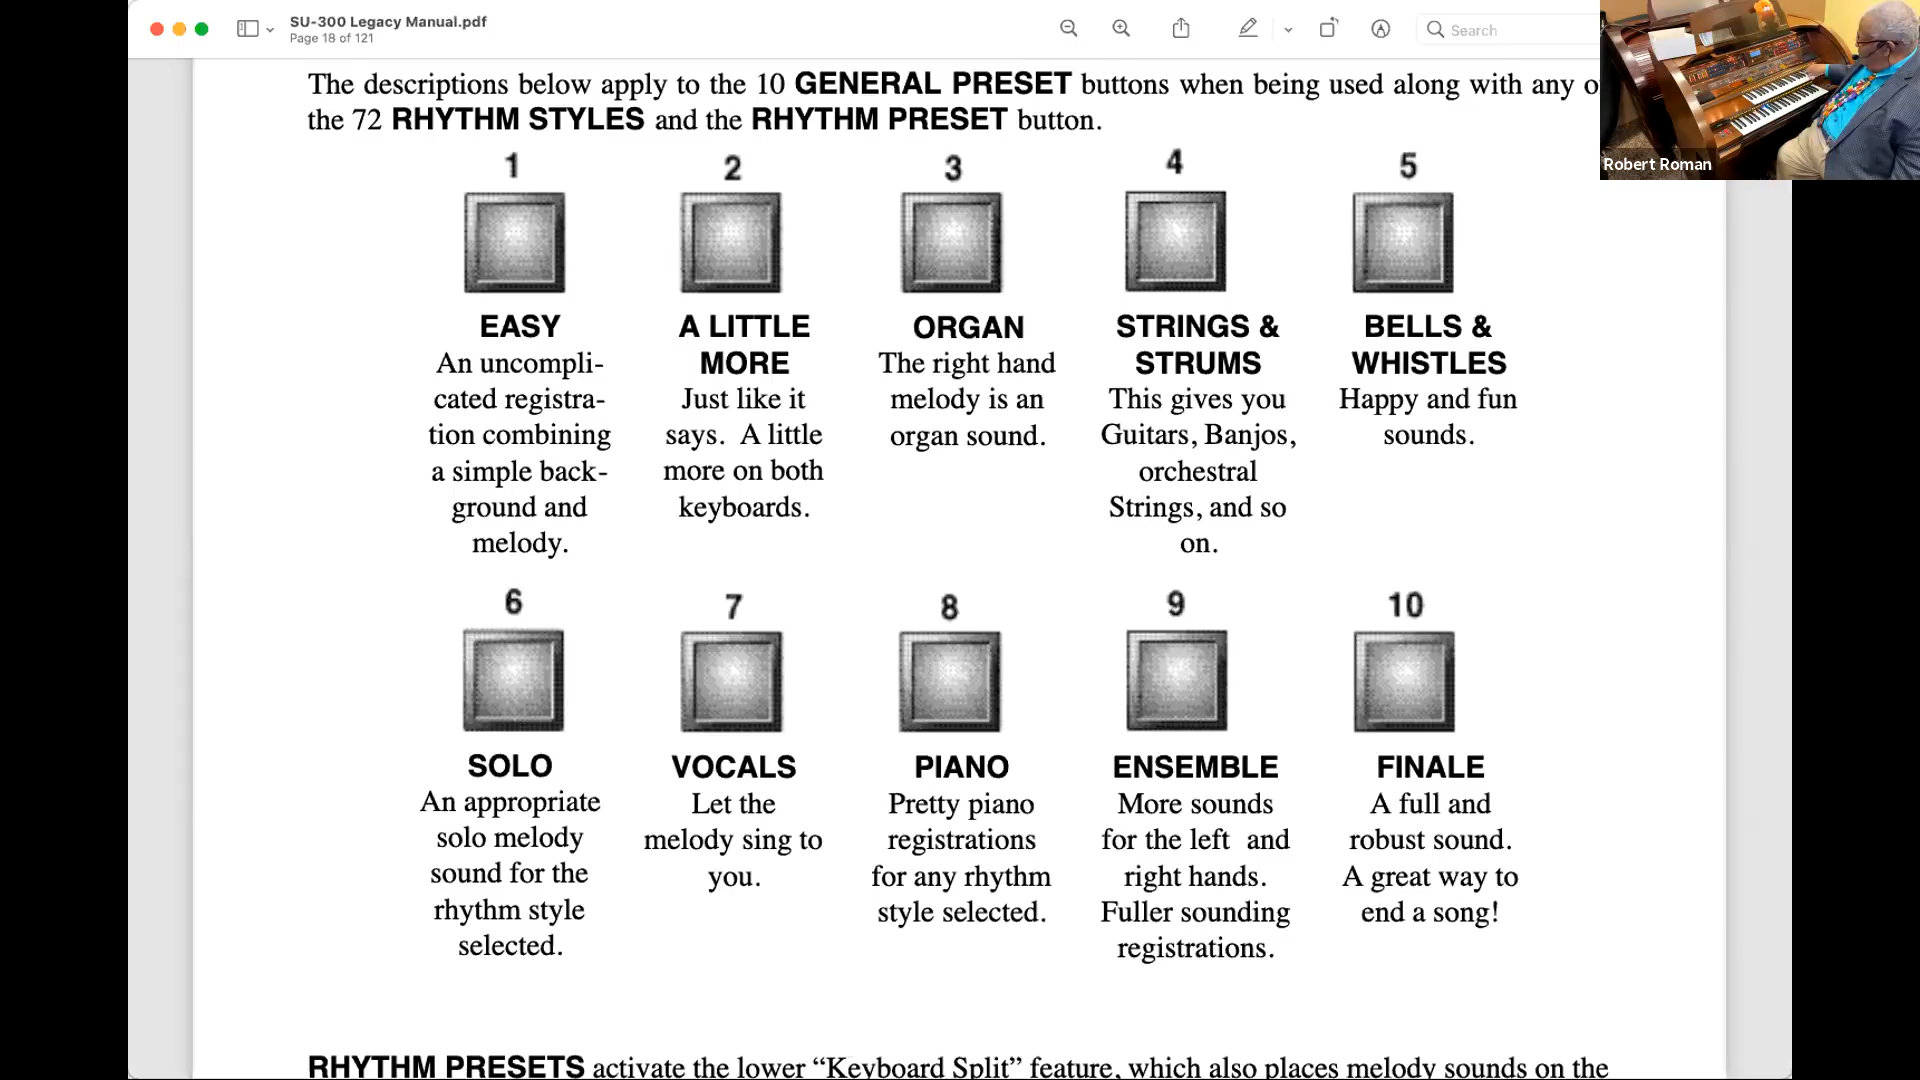 SU-300 Legacy Manual.pdf
Page 18 of 121
Search
Robert Roman
The descriptions below apply to the 10 GENERAL PRESET buttons when being used along with any
the 72 RHYTHM STYLES and the RHYTHM PRESET button.
1 2 3 4 5
EASY
An uncompli-
cated registra-
tion combining
a simple back-
ground and
melody.
A LITTLE
MORE
Just like it
says. A little
more on both
keyboards.
ORGAN
The right hand
melody is an
organ sound.
STRINGS &
STRUMS
This gives you
Guitars, Banjos,
orchestral
Strings, and so
on.
BELLS &
WHISTLES
Happy and fun
sounds.
6 7 8 9 10
SOLO
An appropriate
solo melody
sound for the
rhythm style
selected.
VOCALS
Let the
melody sing to
you.
PIANO
Pretty piano
registrations
for any rhythm
style selected.
ENSEMBLE
More sounds
for the left and
right hands.
Fuller sounding
registrations.
FINALE
A full and
robust sound.
A great way to
end a song!
RHYTHM PRESETS activate the lower “Keyboard Split” feature, which also places melody sounds on the